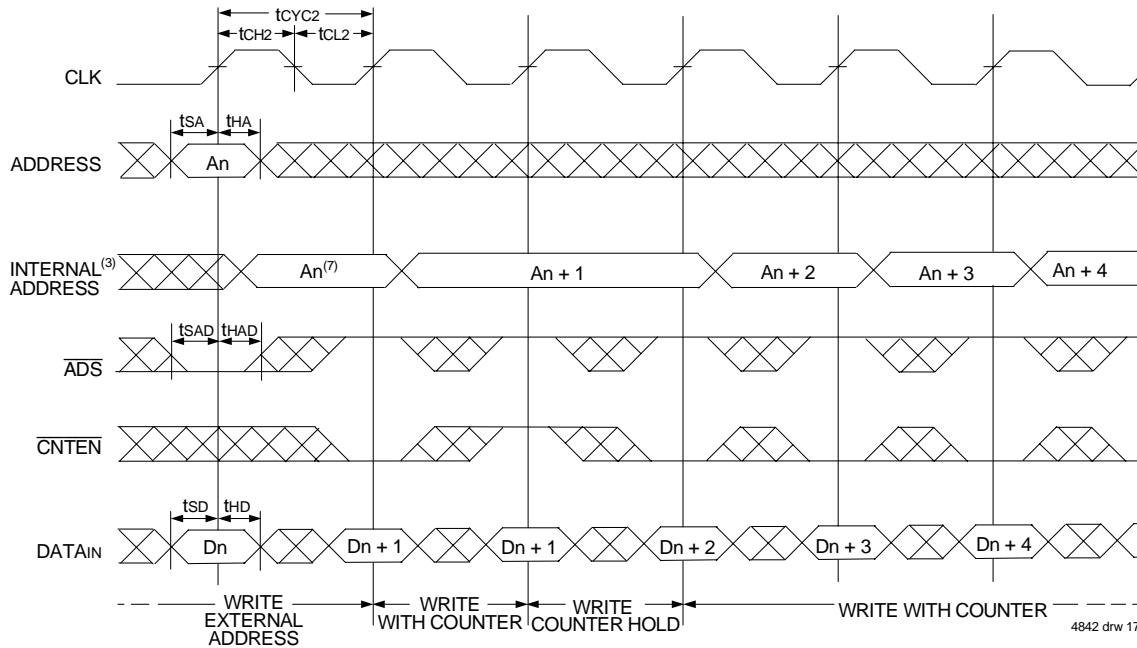 tCYC2
tCH2 tCL2
CLK
tSA tHA
ADDRESS An
INTERNAL(3)
ADDRESS
An(7) An + 1 An + 2 An + 3 An + 4
tSAD tHAD
ADS
CNTEN
tSD tHD
DATAIN Dn Dn + 1 Dn + 1 Dn + 2 Dn + 3 Dn + 4
WRITE
EXTERNAL
ADDRESS
WRITE
WITH COUNTER
WRITE
COUNTER HOLD
WRITE WITH COUNTER
4842 drw 17